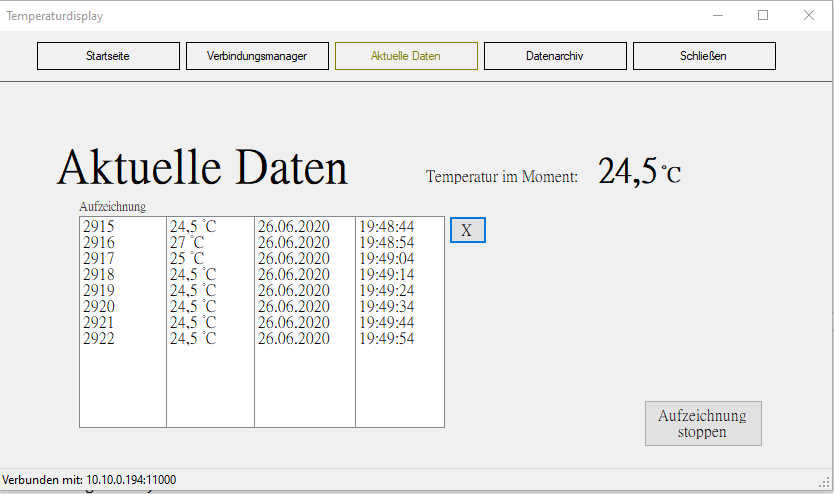 Temperaturdisplay
Startseite Verbindungsmanager Aktuelle Daten Datenarchiv Schließen
Aktuelle Daten
Temperatur im Moment: 24,5 °C
Aufzeichnung
2915 24,5 °C 26.06.2020 19:48:44
2916 27 °C 26.06.2020 19:48:54
2917 25 °C 26.06.2020 19:49:04
2918 24,5 °C 26.06.2020 19:49:14
2919 24,5 °C 26.06.2020 19:49:24
2920 24,5 °C 26.06.2020 19:49:34
2921 24,5 °C 26.06.2020 19:49:44
2922 24,5 °C 26.06.2020 19:49:54
X
Aufzeichnung
stoppen
Verbunden mit: 10.10.0.194:11000